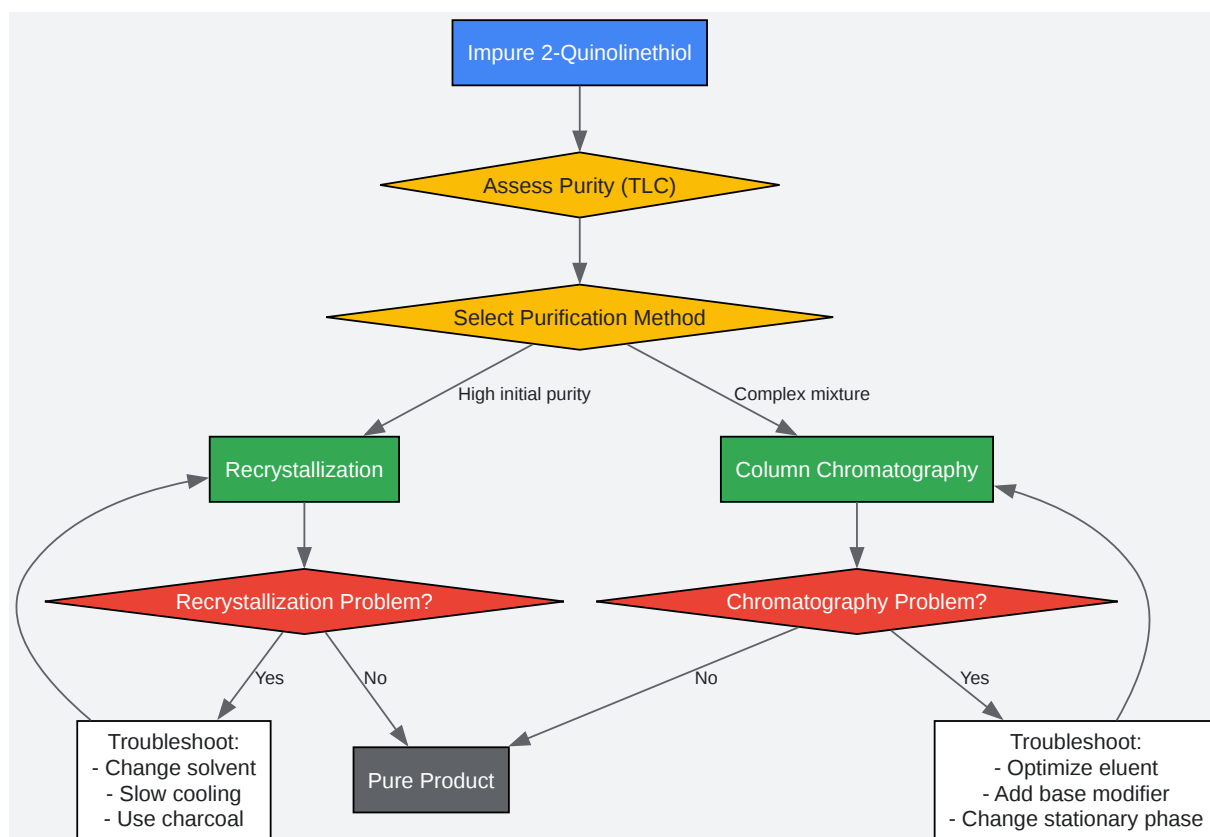 Impure 2-Quinolinethiol
Assess Purity (TLC)
Select Purification Method
High initial purity
Complex mixture
Recrystallization
Column Chromatography
Recrystallization Problem?
Chromatography Problem?
Yes
No
No
Yes
Troubleshoot:
- Change solvent
- Slow cooling
- Use charcoal
Pure Product
Troubleshoot:
- Optimize eluent
- Add base modifier
- Change stationary phase